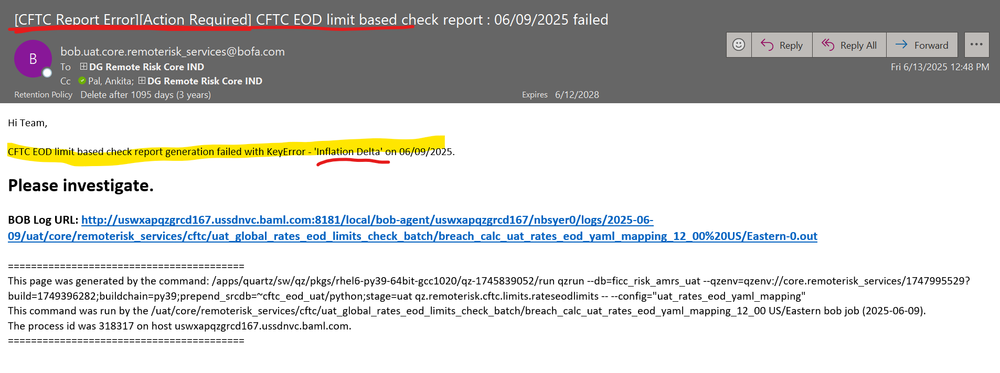 [CFTC Report Error][Action Required] CFTC EOD limit based check report : 06/09/2025 failed
B
bob.uat.core.remoterisk_services@bofa.com
Reply
Reply All
Forward
To DG Remote Risk Core IND
Fri 6/13/2025 12:48 PM
Cc Pal, Ankita; DG Remote Risk Core IND
Retention Policy Delete after 1095 days (3 years)
Expires 6/12/2028
Hi Team,
CFTC EOD limit based check report generation failed with KeyError - 'Inflation Delta' on 06/09/2025.
Please investigate.
BOB Log URL: http://uswxapqzgrcd167.ussdnvc.baml.com:8181/local/bob-agent/uswxapqzgrcd167/nbsyer0/logs/2025-06-
09/uat/core/remoterisk_services/cftc/uat_global_rates_eod_limits_check_batch/breach_calc_uat_rates_eod_yaml_mapping_12_00%20US/Eastern-0.out
========================================
This page was generated by the command: /apps/quartz/sw/qz/pkgs/rhel6-py39-64bit-gcc1020/qz-1745839052/run qzrun --db=ficc_risk_amrs_uat --qzenv=qzenv://core.remoterisk_services/1747995529?
build=1749396282;buildchain=py39;prepend_srcdb=~cftc_eod_uat/python;stage=uat qz.remoterisk.cftc.limits.rateseodlimits -- --config="uat_rates_eod_yaml_mapping"
This command was run by the /uat/core/remoterisk_services/cftc/uat_global_rates_eod_limits_check_batch/breach_calc_uat_rates_eod_yaml_mapping_12_00 US/Eastern bob job (2025-06-09).
The process id was 318317 on host uswxapqzgrcd167.ussdnvc.baml.com.
========================================